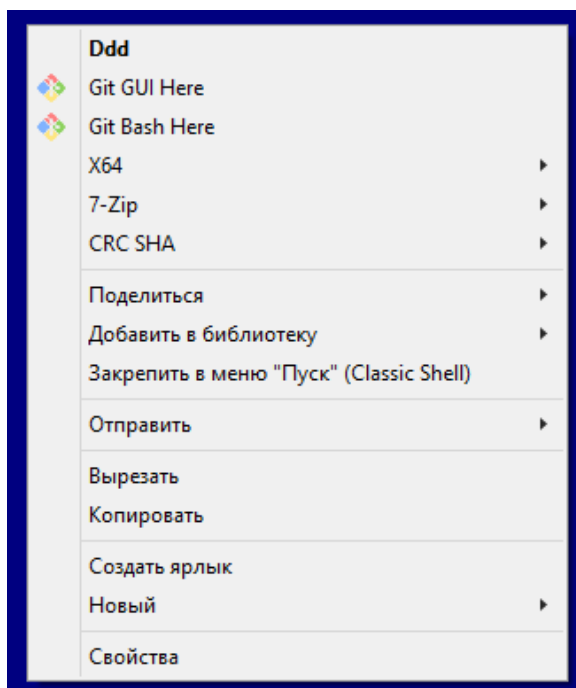 Ddd
Git GUI Here
Git Bash Here
X64
7-Zip
CRC SHA
Поделиться
Добавить в библиотеку
Закрепить в меню "Пуск" (Classic Shell)
Отправить
Вырезать
Копировать
Создать ярлык
Новый
Свойства